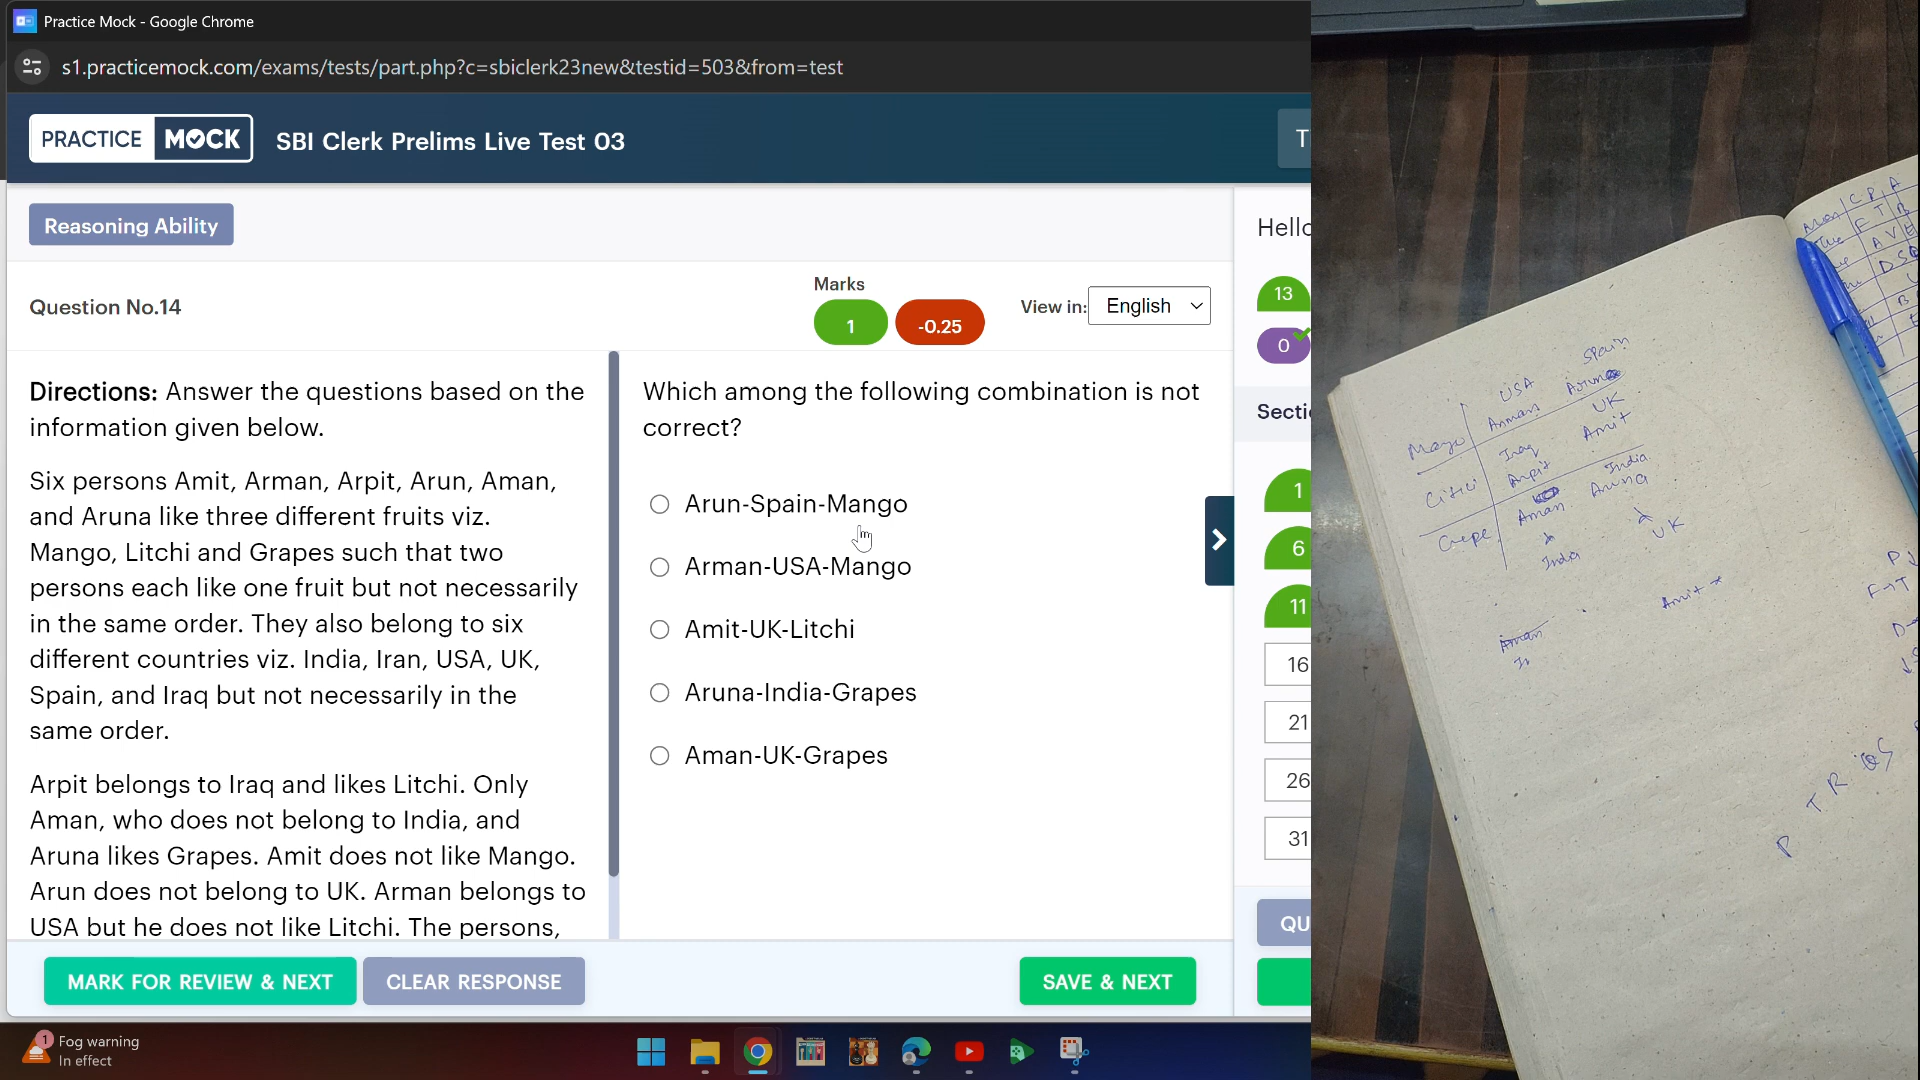 Practice Mock - Google Chrome
s1.practicemock.com/exams/tests/part.php?c=sbiclerk23new&testid=503&from=test
PRACTICE MOCK
SBI Clerk Prelims Live Test 03
T
Reasoning Ability
Hello
Question No.14
Marks
1
-0.25
View in:
English
13
0
Directions: Answer the questions based on the
information given below.
Six persons Amit, Arman, Arpit, Arun, Aman,
and Aruna like three different fruits viz.
Mango, Litchi and Grapes such that two
persons each like one fruit but not necessarily
in the same order. They also belong to six
different countries viz. India, Iran, USA, UK,
Spain, and Iraq but not necessarily in the
same order.
Arpit belongs to Iraq and likes Litchi. Only
Aman, who does not belong to India, and
Aruna likes Grapes. Amit does not like Mango.
Arun does not belong to UK. Arman belongs to
USA but he does not like Litchi. The persons,
Which among the following combination is not
correct?
Arun-Spain-Mango
Arman-USA-Mango
Amit-UK-Litchi
Aruna-India-Grapes
Aman-UK-Grapes
Secti
1
6
11
16
21
26
31
QU
MARK FOR REVIEW & NEXT
CLEAR RESPONSE
SAVE & NEXT
1
Fog warning
In effect
USA
Spain
Arman
Iraq
UK
Arpit
Amit
Aman
India
Aruna
India
UK
Amit
Aman
P T R